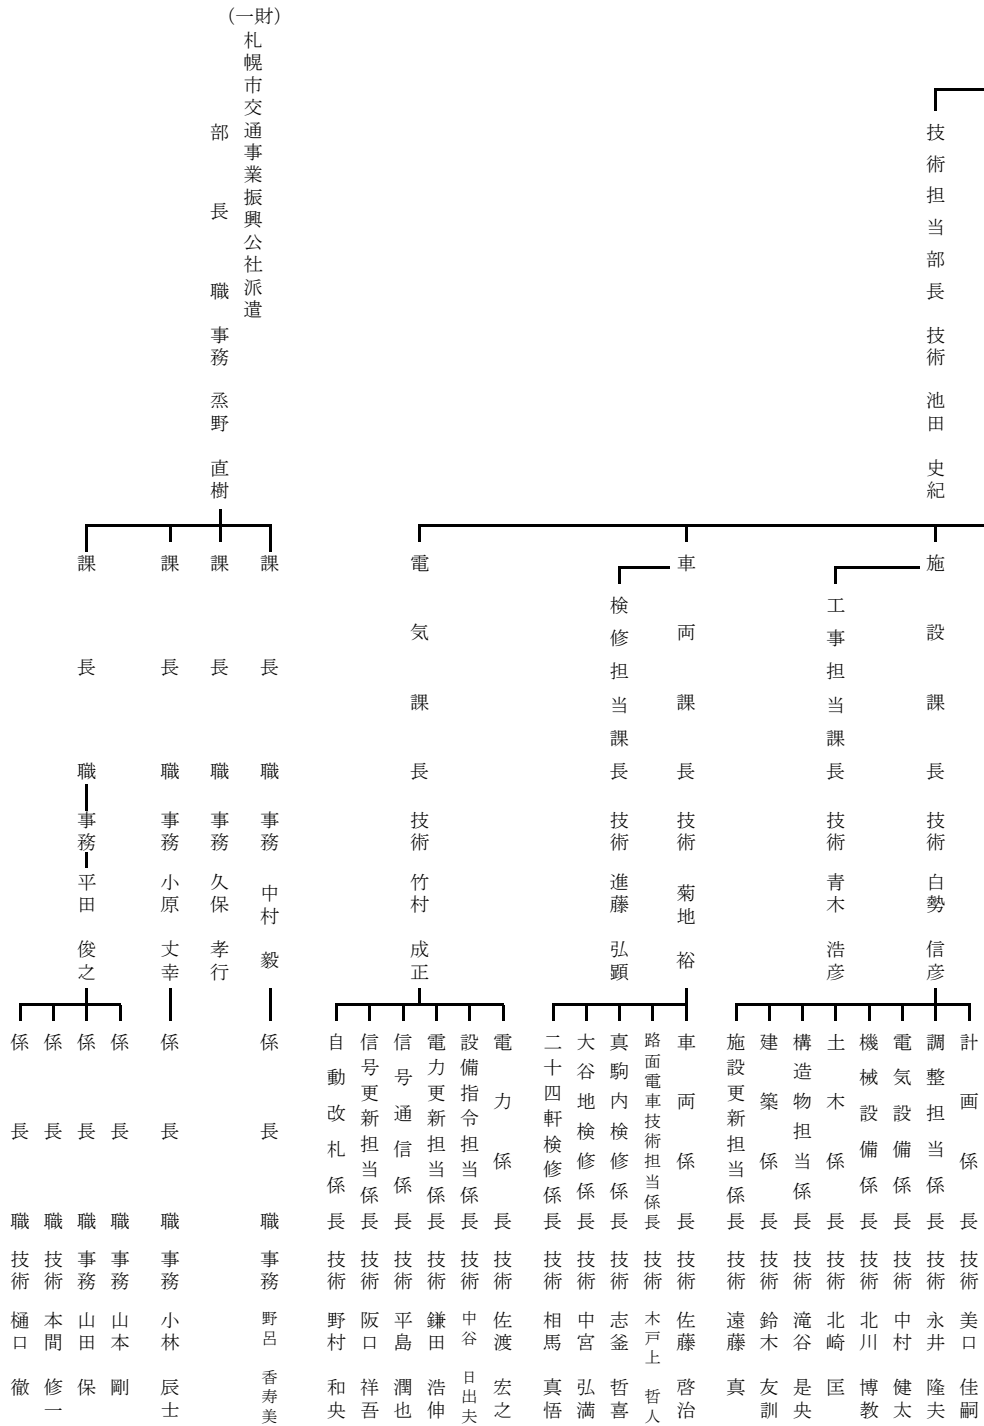 技術担当部長 技術 池田 史紀
施設課長 技術 白勢 信彦
計画係長 技術 美口 佳嗣
調整担当係長 技術 永井 隆夫
電気設備係長 技術 中村 健太
機械設備係長 技術 北川 博教
土木係長 技術 北崎 匡
構造物担当係長 技術 滝谷 是央
建築係長 技術 鈴木 友訓
施設更新担当係長 技術 遠藤 真
工事担当課長 技術 青木 浩彦
車両課長 技術 菊地 裕
車両係長 技術 佐藤 啓治
路面電車技術担当係長 技術 木戸上 哲人
真駒内検修係長 技術 志釜 哲喜
大谷地検修係長 技術 中宮 弘満
二十四軒検修係長 技術 相馬 真悟
検修担当課長 技術 進藤 弘顕
電気課長 技術 竹村 成正
電力係長 技術 佐渡 宏之
設備指令担当係長 技術 中谷 日出夫
電力更新担当係長 技術 鎌田 浩伸
信号通信係長 技術 平島 潤也
信号更新担当係長 技術 阪口 祥吾
自動改札係長 技術 野村 和央
(一財)札幌市交通事業振興公社派遣
部長職 事務 烝野 直樹
課長職 事務 中村 毅
係長職 事務 野呂 香寿美
課長職 事務 久保 孝行
課長職 事務 小原 丈幸
係長職 事務 小林 辰士
課長職 事務 平田 俊之
係長職 事務 山本 剛
係長職 事務 山田 保
係長職 技術 本間 修一
係長職 技術 樋口 徹